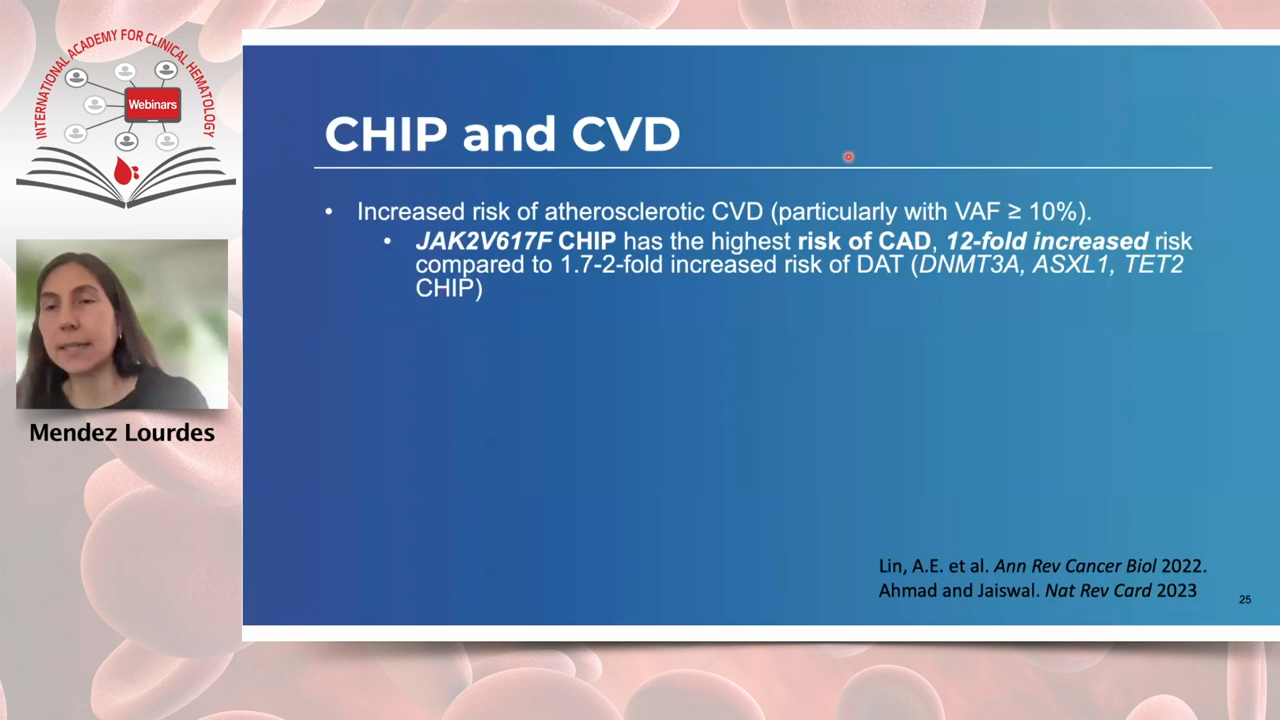 INTERNATIONAL ACADEMY FOR CLINICAL HEMATOLOGY
Webinars
Mendez Lourdes
CHIP and CVD
• Increased risk of atherosclerotic CVD (particularly with VAF ≥ 10%).
• JAK2V617F CHIP has the highest risk of CAD, 12-fold increased risk
compared to 1.7-2-fold increased risk of DAT (DNMT3A, ASXL1, TET2
CHIP)
Lin, A.E. et al. Ann Rev Cancer Biol 2022.
Ahmad and Jaiswal. Nat Rev Card 2023
25